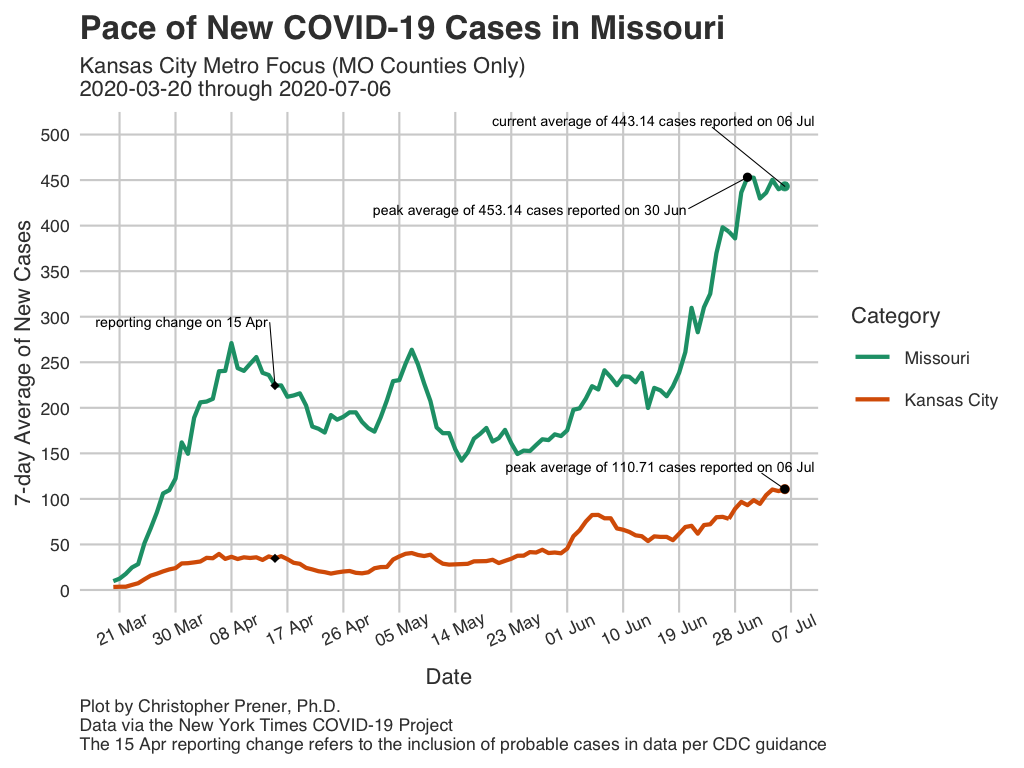 Pace of New COVID-19 Cases in Missouri
Kansas City Metro Focus (MO Counties Only)
2020-03-20 through 2020-07-06
current average of 443.14 cases reported on 06 Jul
peak average of 453.14 cases reported on 30 Jun
reporting change on 15 Apr
peak average of 110.71 cases reported on 06 Jul
7-day Average of New Cases
500
450
400
350
300
250
200
150
100
50
0
21 Mar
30 Mar
08 Apr
17 Apr
26 Apr
05 May
14 May
23 May
01 Jun
10 Jun
19 Jun
28 Jun
07 Jul
Date
Category
Missouri
Kansas City
Plot by Christopher Prener, Ph.D.
Data via the New York Times COVID-19 Project
The 15 Apr reporting change refers to the inclusion of probable cases in data per CDC guidance